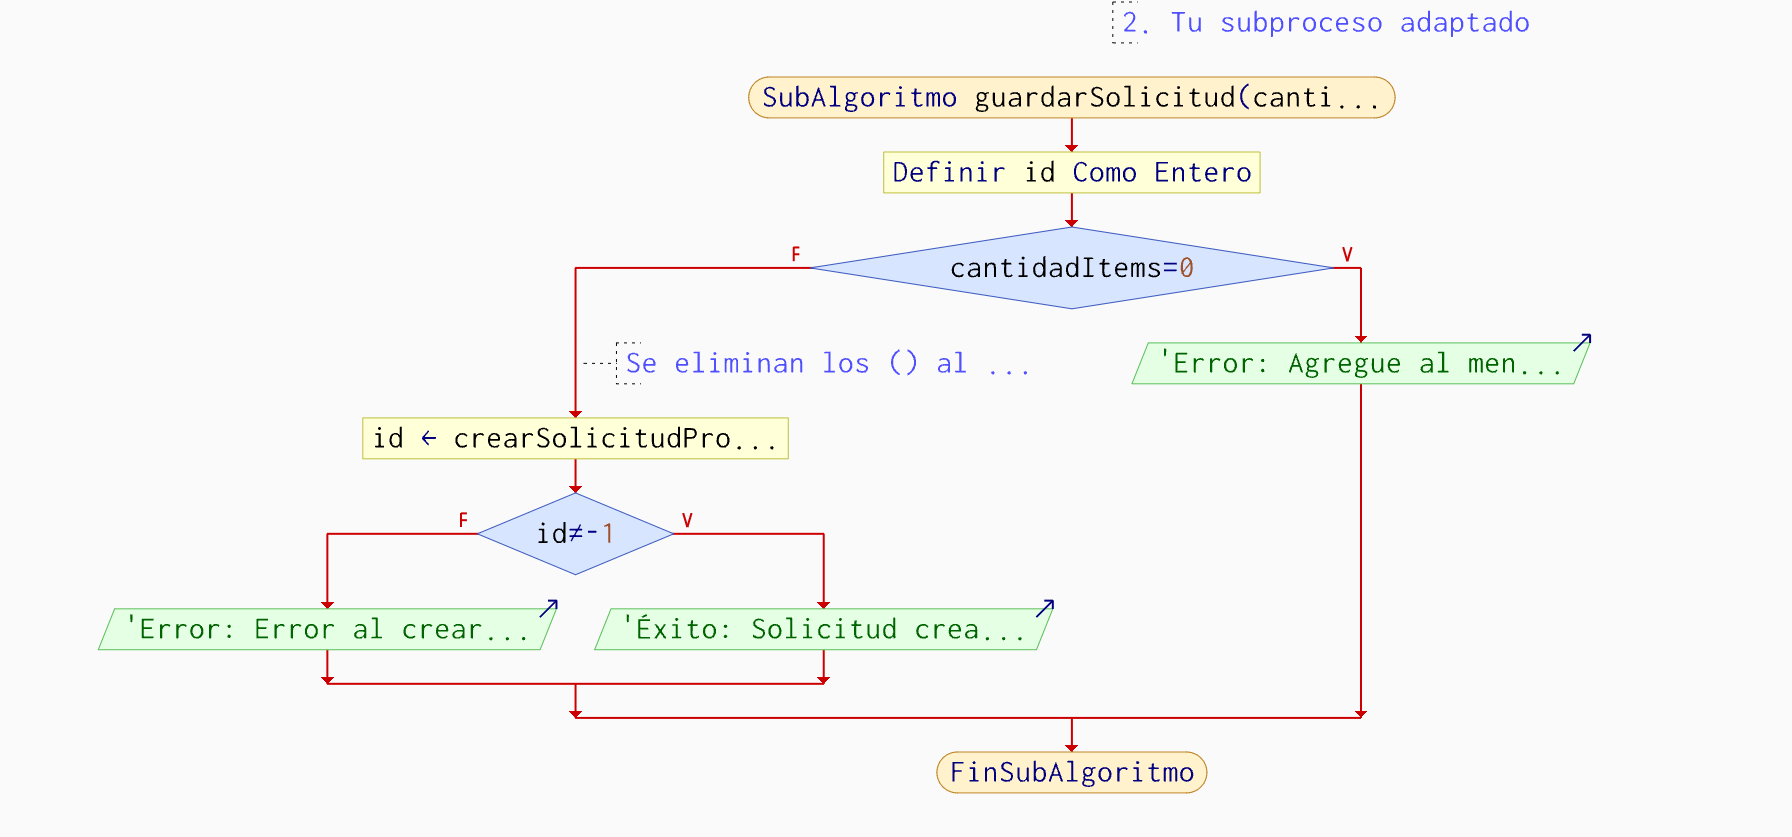 2. Tu subproceso adaptado
SubAlgoritmo guardarSolicitud(canti...
Definir id Como Entero
F
V
cantidadItems=0
Se eliminan los () al ...
'Error: Agregue al men...
id ← crearSolicitudPro...
F
V
id≠-1
'Error: Error al crear...
'Éxito: Solicitud crea...
FinSubAlgoritmo